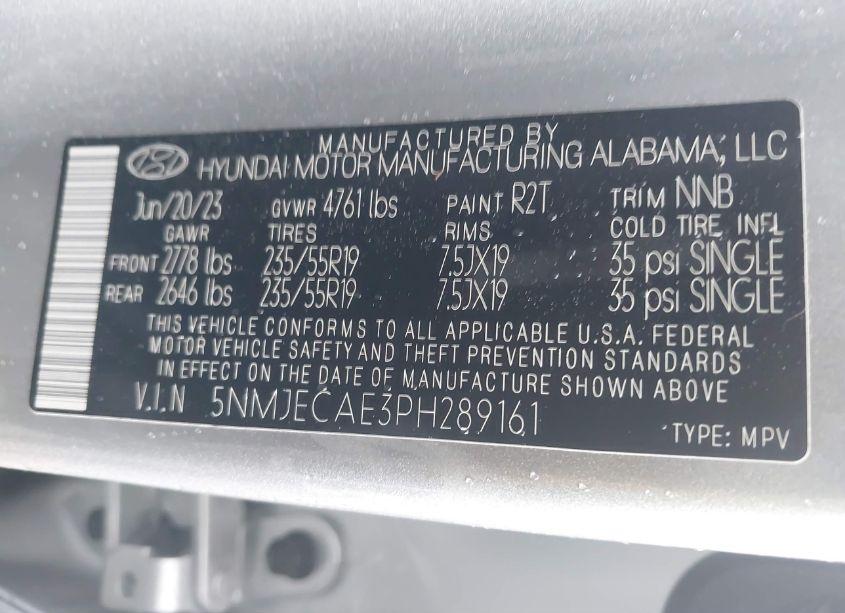 MANUFACTURED BY
HYUNDAI MOTOR MANUFACTURING ALABAMA, LLC
Jun/20/23 GVWR 4761 lbs PAINT R2T TRIM NNB
GAWR TIRES RIMS COLD TIRE INFL
FRONT 2778 lbs 235/55R19 7.5JX19 35 psi SINGLE
REAR 2646 lbs 235/55R19 7.5JX19 35 psi SINGLE
THIS VEHICLE CONFORMS TO ALL APPLICABLE U.S.A. FEDERAL
MOTOR VEHICLE SAFETY AND THEFT PREVENTION STANDARDS
IN EFFECT ON THE DATE OF MANUFACTURE SHOWN ABOVE
V.I.N 5NMJECAE3PH289161
TYPE: MPV